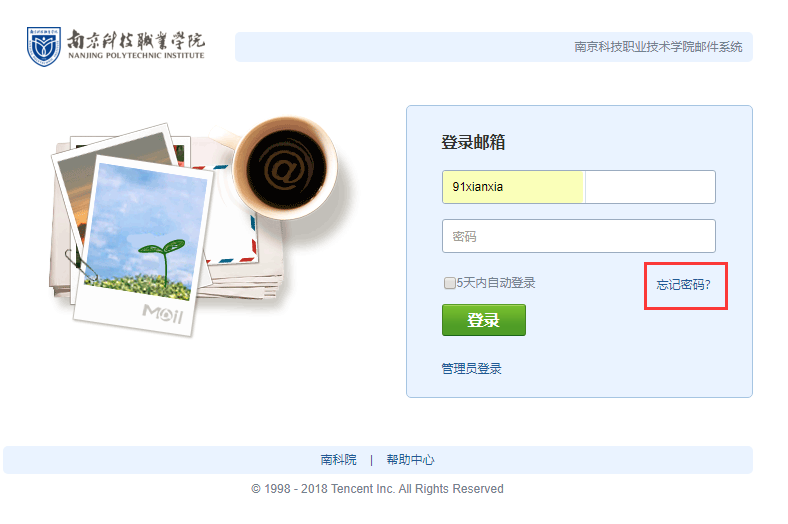 南京科技职业学院
NANJING POLYTECHNIC INSTITUTE
南京科技职业技术学院邮件系统
登录邮箱
91xianxia
密码
5天内自动登录
忘记密码?
登录
管理员登录
@
Mail
南科院 | 帮助中心
© 1998 - 2018 Tencent Inc. All Rights Reserved